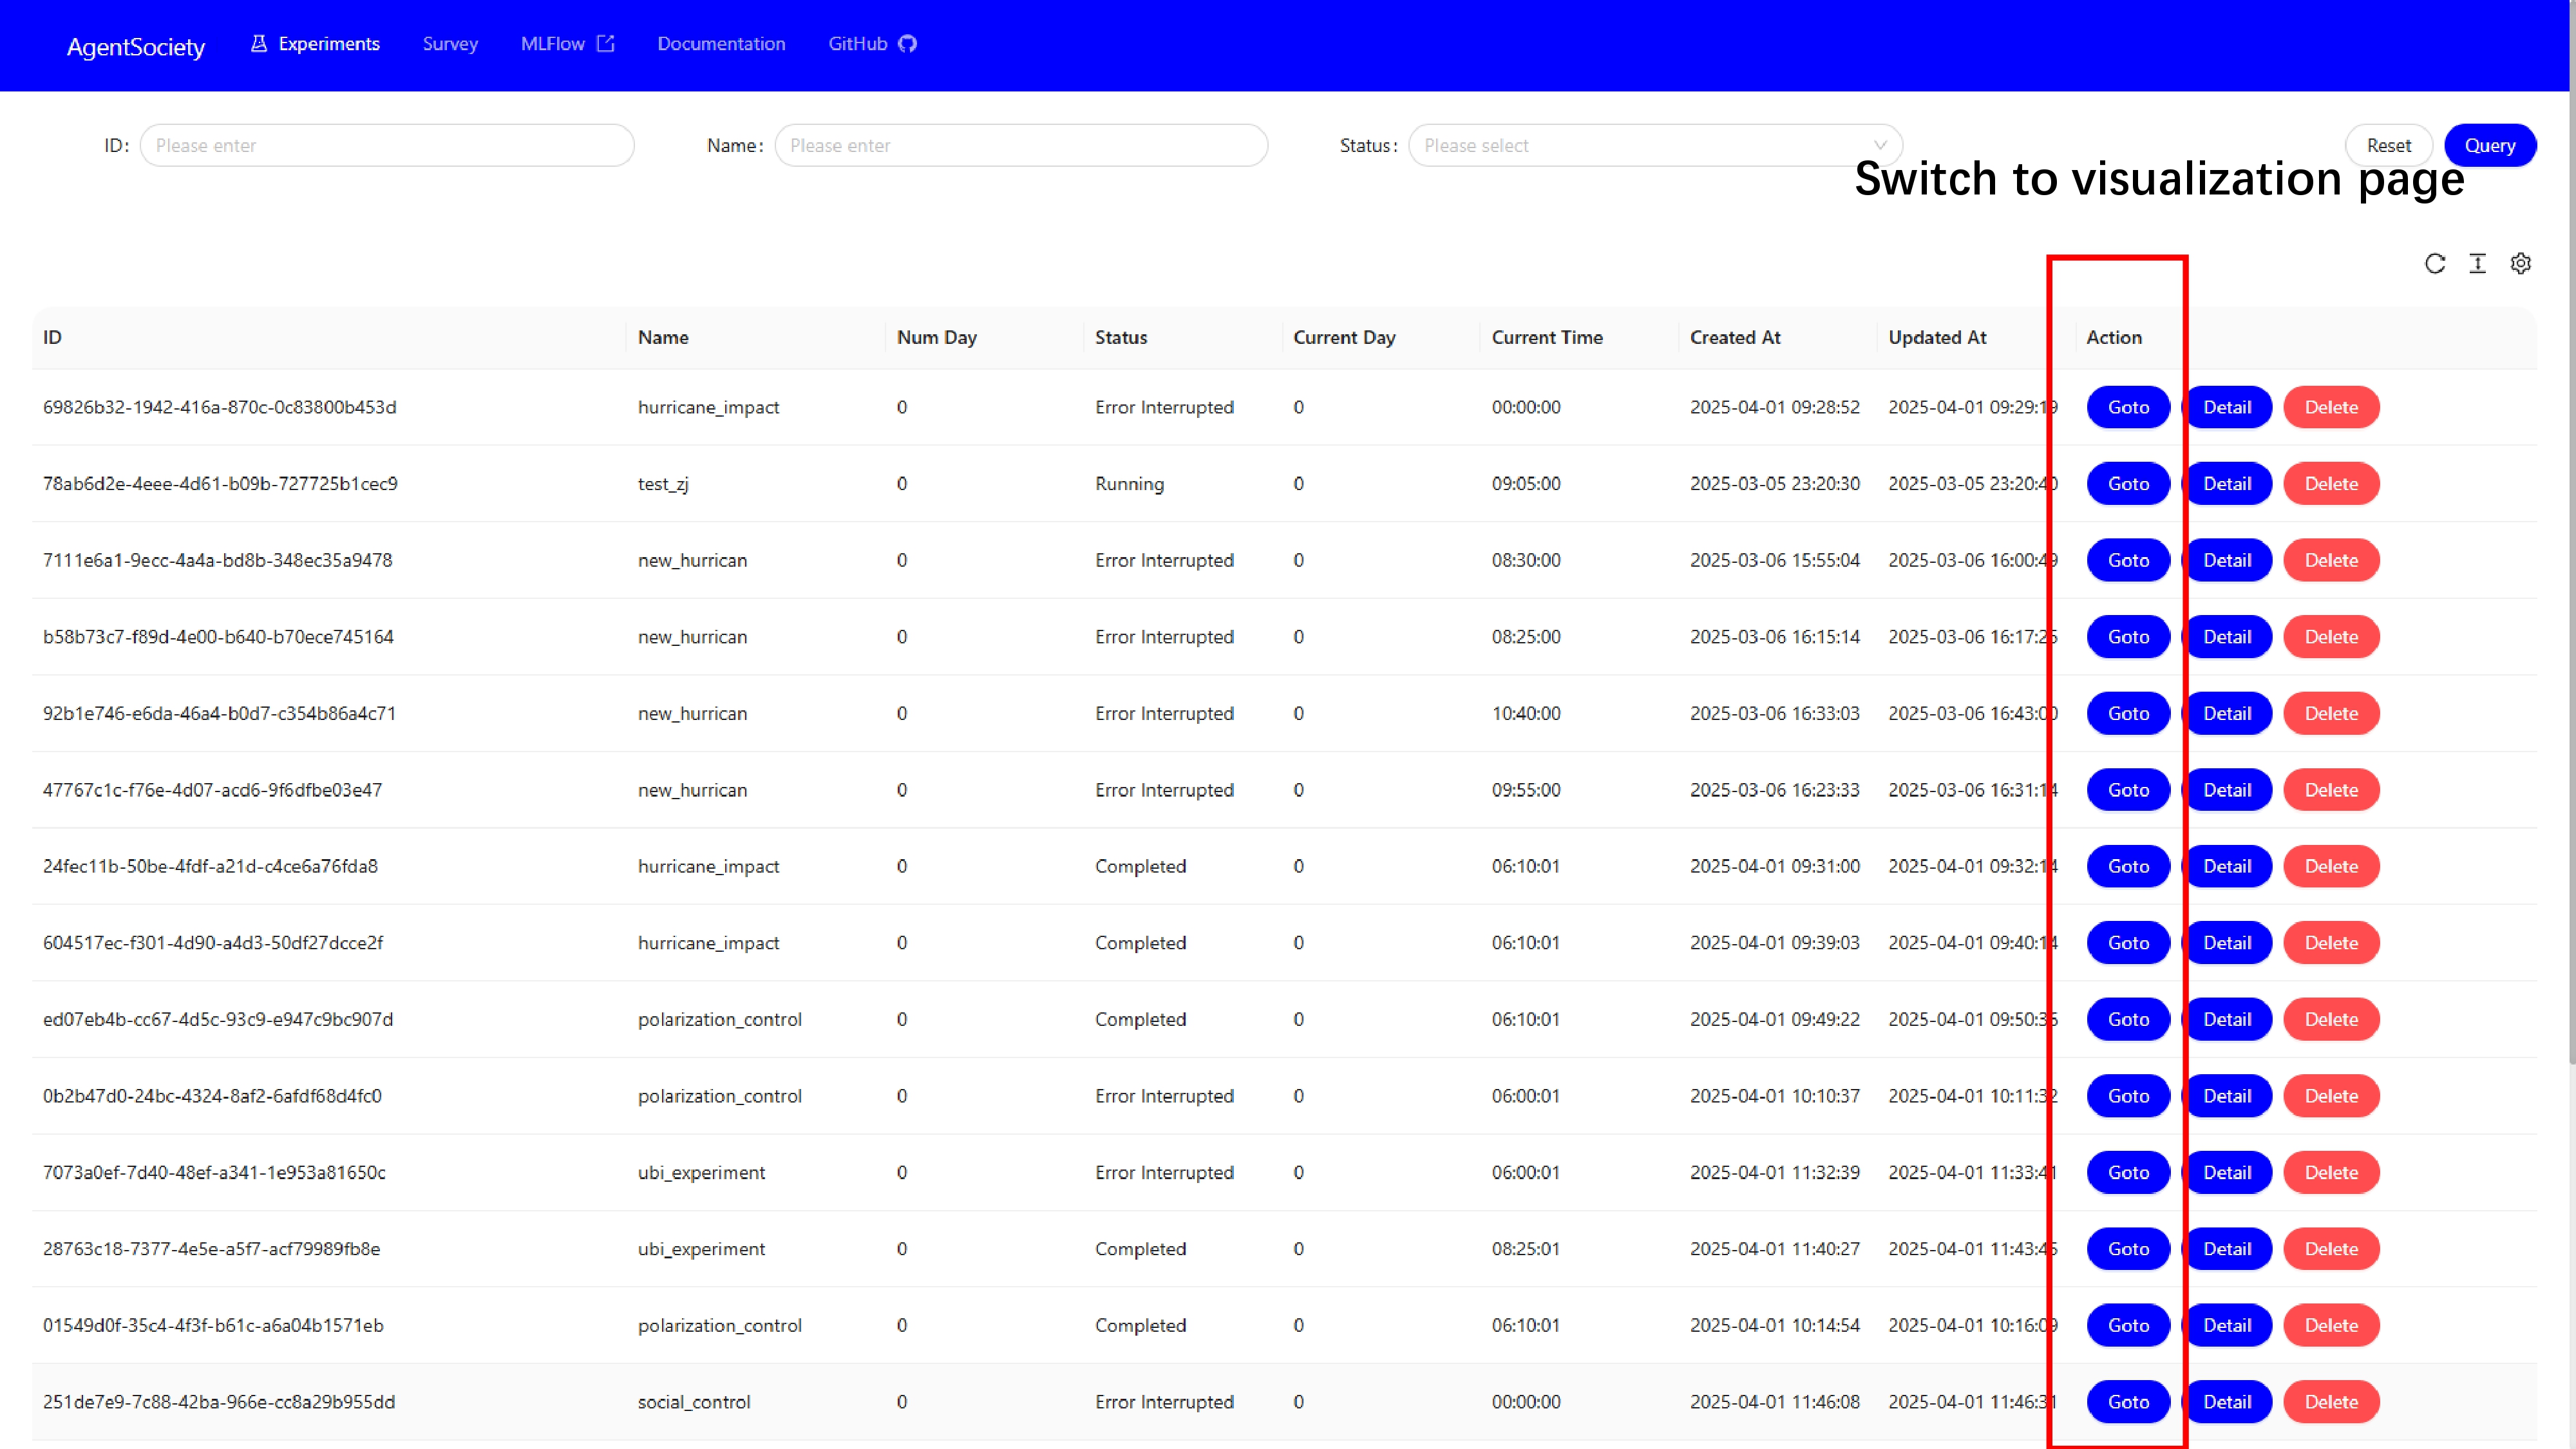 AgentSociety Experiments Survey MLFlow Documentation GitHub
ID: Please enter Name: Please enter Status: Please select Reset Query
Switch to visualization page
ID Name Num Day Status Current Day Current Time Created At Updated At Action
69826b32-1942-416a-870c-0c83800b453d hurricane_impact 0 Error Interrupted 0 00:00:00 2025-04-01 09:28:52 2025-04-01 09:29:19 Goto Detail Delete
78ab6d2e-4eee-4d61-b09b-727725b1cec9 test_zj 0 Running 0 09:05:00 2025-03-05 23:20:30 2025-03-05 23:20:40 Goto Detail Delete
7111e6a1-9ecc-4a4a-bd8b-348ec35a9478 new_hurrican 0 Error Interrupted 0 08:30:00 2025-03-06 15:55:04 2025-03-06 16:00:49 Goto Detail Delete
b58b73c7-f89d-4e00-b640-b70ece745164 new_hurrican 0 Error Interrupted 0 08:25:00 2025-03-06 16:15:14 2025-03-06 16:17:25 Goto Detail Delete
92b1e746-e6da-46a4-b0d7-c354b86a4c71 new_hurrican 0 Error Interrupted 0 10:40:00 2025-03-06 16:33:03 2025-03-06 16:43:00 Goto Detail Delete
47767c1c-f76e-4d07-acd6-9f6dfbe03e47 new_hurrican 0 Error Interrupted 0 09:55:00 2025-03-06 16:23:33 2025-03-06 16:31:14 Goto Detail Delete
24fec11b-50be-4fdf-a21d-c4ce6a76fda8 hurricane_impact 0 Completed 0 06:10:01 2025-04-01 09:31:00 2025-04-01 09:32:14 Goto Detail Delete
604517ec-f301-4d90-a4d3-50df27dcce2f hurricane_impact 0 Completed 0 06:10:01 2025-04-01 09:39:03 2025-04-01 09:40:14 Goto Detail Delete
ed07eb4b-cc67-4d5c-93c9-e947c9bc907d polarization_control 0 Completed 0 06:10:01 2025-04-01 09:49:22 2025-04-01 09:50:36 Goto Detail Delete
0b2b47d0-24bc-4324-8af2-6afdf68d4fc0 polarization_control 0 Error Interrupted 0 06:00:01 2025-04-01 10:10:37 2025-04-01 10:11:32 Goto Detail Delete
7073a0ef-7d40-48ef-a341-1e953a81650c ubi_experiment 0 Error Interrupted 0 06:00:01 2025-04-01 11:32:39 2025-04-01 11:33:41 Goto Detail Delete
28763c18-7377-4e5e-a5f7-acf79989fb8e ubi_experiment 0 Completed 0 08:25:01 2025-04-01 11:40:27 2025-04-01 11:43:45 Goto Detail Delete
01549d0f-35c4-4f3f-b61c-a6a04b1571eb polarization_control 0 Completed 0 06:10:01 2025-04-01 10:14:54 2025-04-01 10:16:09 Goto Detail Delete
251de7e9-7c88-42ba-966e-cc8a29b955dd social_control 0 Error Interrupted 0 00:00:00 2025-04-01 11:46:08 2025-04-01 11:46:31 Goto Detail Delete